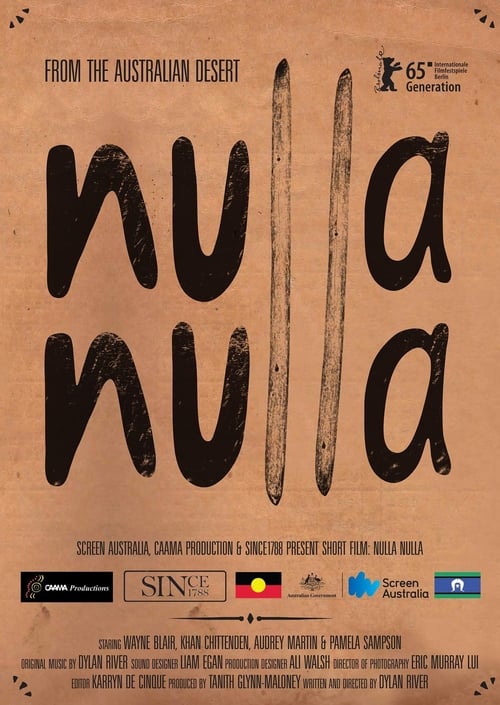 FROM THE AUSTRALIAN DESERT
Berlinale
65
Internationale
Filmfestspiele
Berlin
Generation
nulla
nulla
SCREEN AUSTRALIA, CAAMA PRODUCTION & SINCE1788 PRESENT SHORT FILM: NULLA NULLA
CAAMA Productions
SINCE
1788
Australian Government
Screen
Australia
STARRING WAYNE BLAIR, KHAN CHITTENDEN, AUDREY MARTIN & PAMELA SAMPSON
ORIGINAL MUSIC BY DYLAN RIVER SOUND DESIGNER LIAM EGAN PRODUCTION DESIGNER ALI WALSH DIRECTOR OF PHOTOGRAPHY ERIC MURRAY LUI
EDITOR KARRYN DE CINQUE PRODUCED BY TANITH GLYNN-MALONEY WRITTEN AND DIRECTED BY DYLAN RIVER